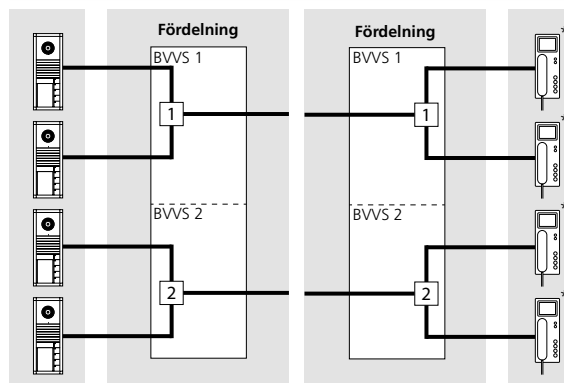 Fördelning
BVVS 1
1
BVVS 2
2
Fördelning
BVVS 1
1
BVVS 2
2